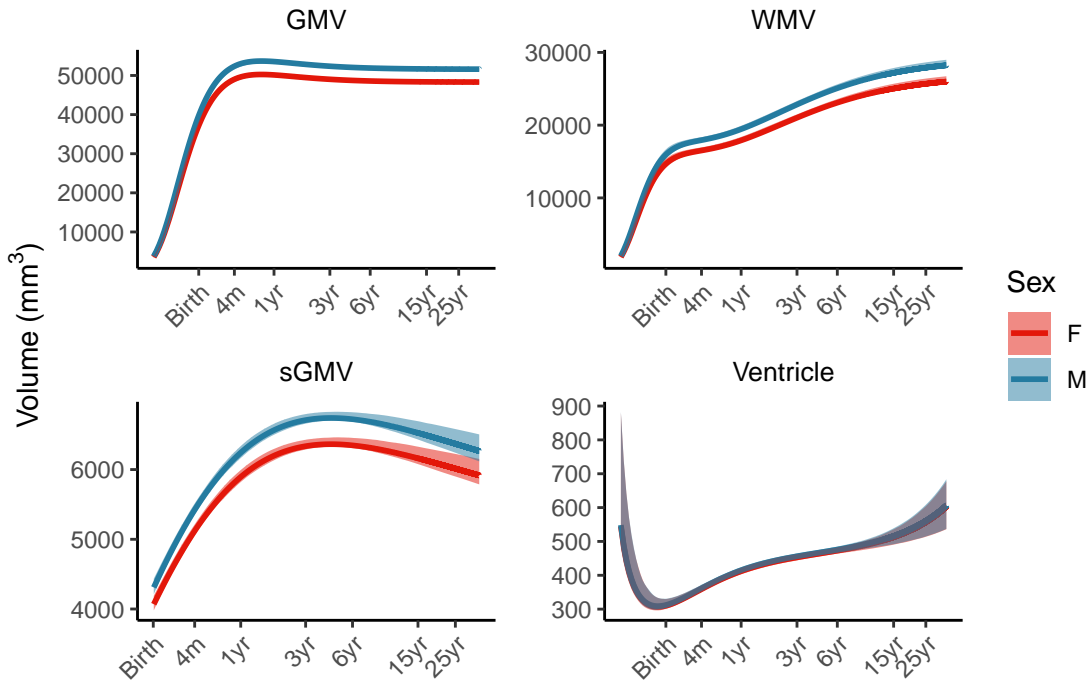 GMV
50000
40000
30000
20000
10000
Birth 4m 1yr 3yr 6yr 15yr 25yr
WMV
30000
20000
10000
Birth 4m 1yr 3yr 6yr 15yr 25yr
Volume (mm³)
sGMV
6000
5000
4000
Birth 4m 1yr 3yr 6yr 15yr 25yr
Ventricle
900
800
700
600
500
400
300
Birth 4m 1yr 3yr 6yr 15yr 25yr
Sex
F
M